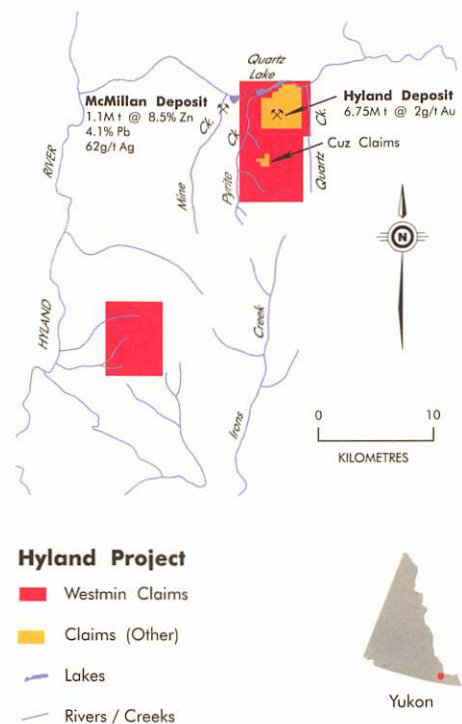 Quartz
Lake
McMillan Deposit
1.1M t @ 8.5% Zn
4.1% Pb
62g/t Ag
Hyland Deposit
6.75M t @ 2g/t Au
Ck.
Ck.
Ck.
Cuz Claims
RIVER
Mine
Pyrite
Quartz
N
HYLAND
Creek
Irons
0 10
KILOMETRES
Hyland Project
Westmin Claims
Claims (Other)
Lakes
Rivers / Creeks
Yukon